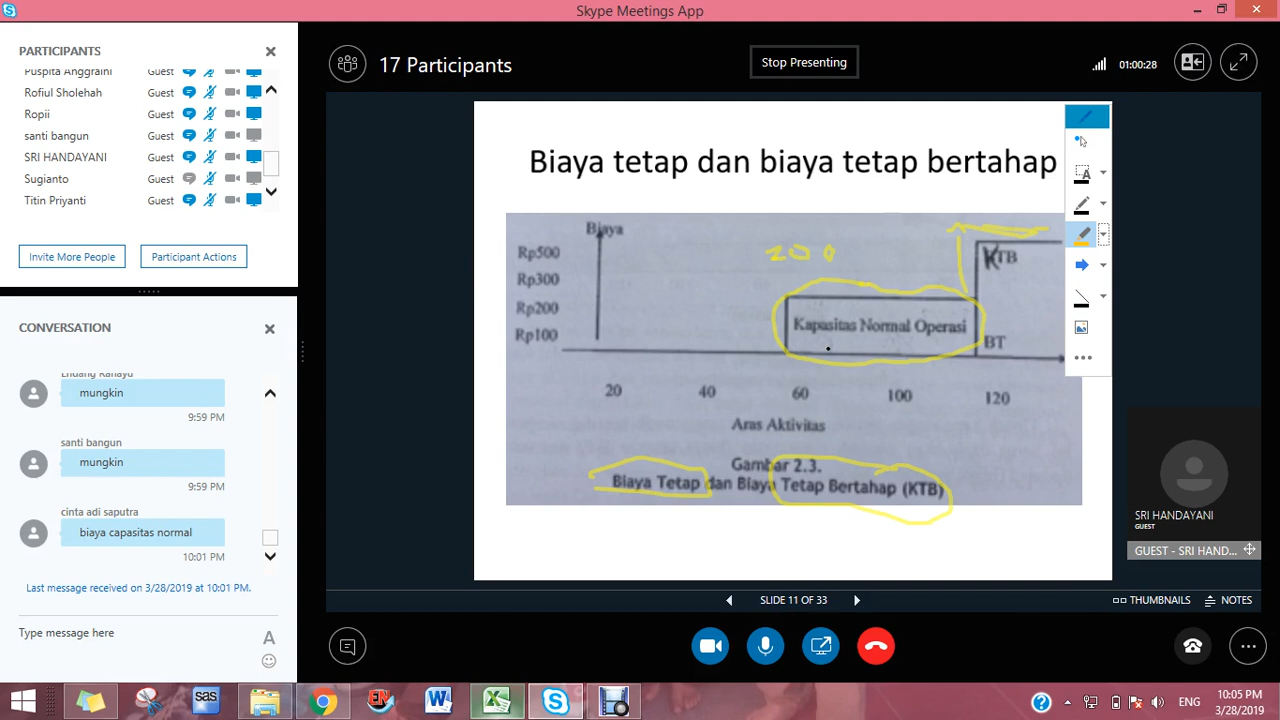 Skype Meetings App
PARTICIPANTS
Puspita Anggraini Guest
Rofiul Sholehah Guest
Ropii Guest
santi bangun Guest
SRI HANDAYANI Guest
Sugianto Guest
Titin Priyanti Guest
Invite More People
Participant Actions
CONVERSATION
Endang Rahayu
mungkin
9:59 PM
santi bangun
mungkin
9:59 PM
cinta adi saputra
biaya capasitas normal
10:01 PM
Last message received on 3/28/2019 at 10:01 PM.
Type message here
A
17 Participants
Stop Presenting
01:00:28
Biaya tetap dan biaya tetap bertahap
Biaya
Rp500
Rp300
Rp200
Rp100
200
KTB
Kapasitas Normal Operasi
BT
20 40 60 100 120
Aras Aktivitas
Gambar 2.3.
Biaya Tetap dan Biaya Tetap Bertahap (KTB)
A
SRI HANDAYANI
GUEST
GUEST - SRI HAND...
SLIDE 11 OF 33
THUMBNAILS
NOTES
sas
EN
W
X
S
?
ENG
10:05 PM
3/28/2019